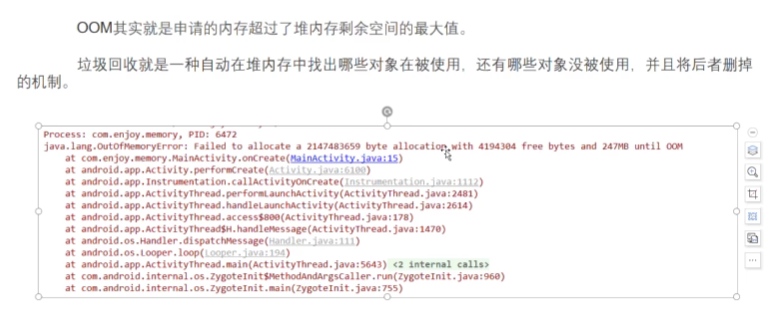 OOM其实就是申请的内存超过了堆内存剩余空间的最大值。
垃圾回收就是一种自动在堆内存中找出哪些对象在被使用，还有哪些对象没被使用，并且将后者删掉
的机制。
Process: com.enjoy.memory, PID: 6472
java.lang.OutOfMemoryError: Failed to allocate a 2147483659 byte allocation with 4194304 free bytes and 247MB until OOM
at com.enjoy.memory.MainActivity.onCreate(MainActivity.java:15)
at android.app.Activity.performCreate(Activity.java:6100)
at android.app.Instrumentation.callActivityOnCreate(Instrumentation.java:1112)
at android.app.ActivityThread.performLaunchActivity(ActivityThread.java:2481)
at android.app.ActivityThread.handleLaunchActivity(ActivityThread.java:2614)
at android.app.ActivityThread.access$800(ActivityThread.java:178)
at android.app.ActivityThread$H.handleMessage(ActivityThread.java:1470)
at android.os.Handler.dispatchMessage(Handler.java:111)
at android.os.Looper.loop(Looper.java:194)
at android.app.ActivityThread.main(ActivityThread.java:5643) <2 internal calls>
at com.android.internal.os.ZygoteInit$MethodAndArgsCaller.run(ZygoteInit.java:960)
at com.android.internal.os.ZygoteInit.main(ZygoteInit.java:755)